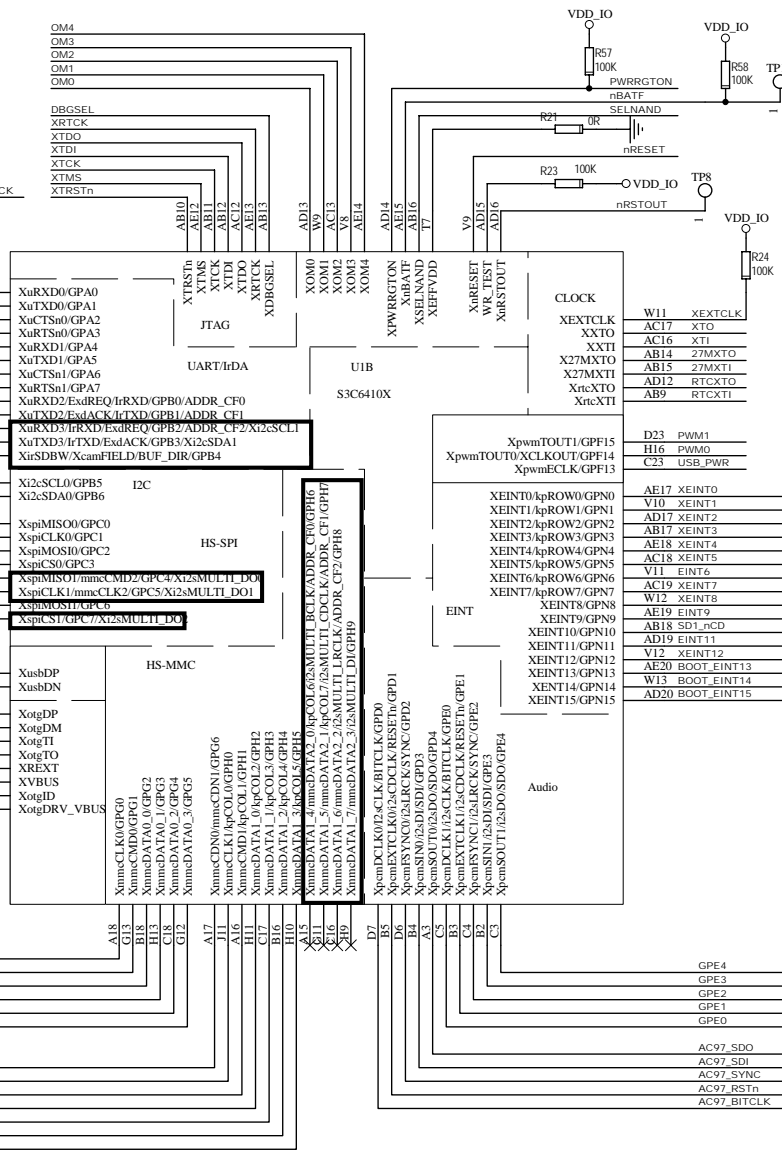 OM4
OM3
OM2
OM1
OM0
DBGSEL
XRTCK
XTDO
XTDI
XTCK
XTMS
XTRSTn
CK
VDD_IO
R57
100K
VDD_IO
R58
100K
TP
PWRRGTON
nBATF
SELNAND
R21
0R
nRESET
R23
100K
VDD_IO
TP8
nRSTOUT
1
VDD_IO
R24
100K
AB10
AE12
AB11
AB12
AC12
AE13
AB13
AD13
W9
AC13
V8
AE14
AD14
AE15
AB16
T7
V9
AD15
AD16
XTRSTn
XTMS
XTCK
XTDI
XTDO
XRTCK
XDBGSEL
XOM0
XOM1
XOM2
XOM3
XOM4
XPWRRGTON
XnBATF
XSELNAND
XEFFVDD
XnRESET
WR_TEST
XnRSTOUT
JTAG
UART/IrDA
U1B
S3C6410X
CLOCK
XuRXD0/GPA0
XuTXD0/GPA1
XuCTSn0/GPA2
XuRTSn0/GPA3
XuRXD1/GPA4
XuTXD1/GPA5
XuCTSn1/GPA6
XuRTSn1/GPA7
XuRXD2/ExdREQ/IrRXD/GPB0/ADDR_CF0
XuTXD2/ExdACK/IrTXD/GPB1/ADDR_CF1
XuRXD3/IrRXD/ExdREQ/GPB2/ADDR_CF2/Xi2cSCL1
XuTXD3/IrTXD/ExdACK/GPB3/Xi2cSDA1
XirSDBW/XcamFIELD/BUF_DIR/GPB4
Xi2cSCL0/GPB5
Xi2cSDA0/GPB6
I2C
XspiMISO0/GPC0
XspiCLK0/GPC1
XspiMOSI0/GPC2
XspiCS0/GPC3
HS-SPI
XspiMISO1/mmcCMD2/GPC4/Xi2sMULTI_DO0
XspiCLK1/mmcCLK2/GPC5/Xi2sMULTI_DO1
XspiMOSI1/GPC6
XspiCS1/GPC7/Xi2sMULTI_DO2
HS-MMC
XusbDP
XusbDN
XotgDP
XotgDM
XotgTI
XotgTO
XREXT
XVBUS
XotgID
XotgDRV_VBUS
XEXTCLK W11 XEXTCLK
XXTO AC17 XTO
XXTI AC16 XTI
X27MXTO AB14 27MXTO
X27MXTI AB15 27MXTI
XrtcXTO AD12 RTCXTO
XrtcXTI AB9 RTCXTI
XpwmTOUT1/GPF15 D23 PWM1
XpwmTOUT0/XCLKOUT/GPF14 H16 PWM0
XpwmECLK/GPF13 C23 USB_PWR
XEINT0/kpROW0/GPN0 AE17 XEINT0
XEINT1/kpROW1/GPN1 V10 XEINT1
XEINT2/kpROW2/GPN2 AD17 XEINT2
XEINT3/kpROW3/GPN3 AB17 XEINT3
XEINT4/kpROW4/GPN4 AE18 XEINT4
XEINT5/kpROW5/GPN5 AC18 XEINT5
XEINT6/kpROW6/GPN6 V11 EINT6
XEINT7/kpROW7/GPN7 AC19 XEINT7
XEINT8/GPN8 W12 XEINT8
XEINT9/GPN9 AE19 EINT9
XEINT10/GPN10 AB18 SD1_nCD
XEINT11/GPN11 AD19 EINT11
XEINT12/GPN12 V12 XEINT12
XEINT13/GPN13 AE20 BOOT_EINT13
XEINT14/GPN14 W13 BOOT_EINT14
XEINT15/GPN15 AD20 BOOT_EINT15
EINT
Audio
XmmcCLK0/GPG0
XmmcCMD0/GPG1
XmmcDATA0_0/GPG2
XmmcDATA0_1/GPG3
XmmcDATA0_2/GPG4
XmmcDATA0_3/GPG5
XmmcCDN0/mmcCDN1/GPG6
XmmcCLK1/kpCOL0/GPH0
XmmcCMD1/kpCOL1/GPH1
XmmcDATA1_0/kpCOL2/GPH2
XmmcDATA1_1/kpCOL3/GPH3
XmmcDATA1_2/kpCOL4/GPH4
XmmcDATA1_3/kpCOL5/GPH5
XmmcDATA1_4/mmcDATA2_0/kpCOL6/i2sMULTI_BCLK/ADDR_CF0/GPH6
XmmcDATA1_5/mmcDATA2_1/kpCOL7/i2sMULTI_CDCLK/ADDR_CF1/GPH7
XmmcDATA1_6/mmcDATA2_2/i2sMULTI_LRCLK/ADDR_CF2/GPH8
XmmcDATA1_7/mmcDATA2_3/i2sMULTI_DI/GPH9
XpcmDCLK0/I2sCLK/BITCLK/GPD0
XpcmEXTCLK0/i2sCDCLK/RESETn/GPD1
XpcmFSYNC0/i2sLRCK/SYNC/GPD2
XpcmSIN0/i2sDI/SDI/GPD3
XpcmSOUT0/i2sDO/SDO/GPD4
XpcmDCLK1/i2sCLK/BITCLK/GPE0
XpcmEXTCLK1/i2sCDCLK/RESETn/GPE1
XpcmFSYNC1/i2sLRCK/SYNC/GPE2
XpcmSIN1/i2sDI/SDI/GPE3
XpcmSOUT1/i2sDO/SDO/GPE4
A18
G13
B18
H13
C18
G12
A17
J11
A16
H11
C17
B16
H10
A15
G11
C16
H9
D7
B5
D6
B4
A3
C5
B3
C4
B2
C3
GPE4
GPE3
GPE2
GPE1
GPE0
AC97_SDO
AC97_SDI
AC97_SYNC
AC97_RSTn
AC97_BITCLK